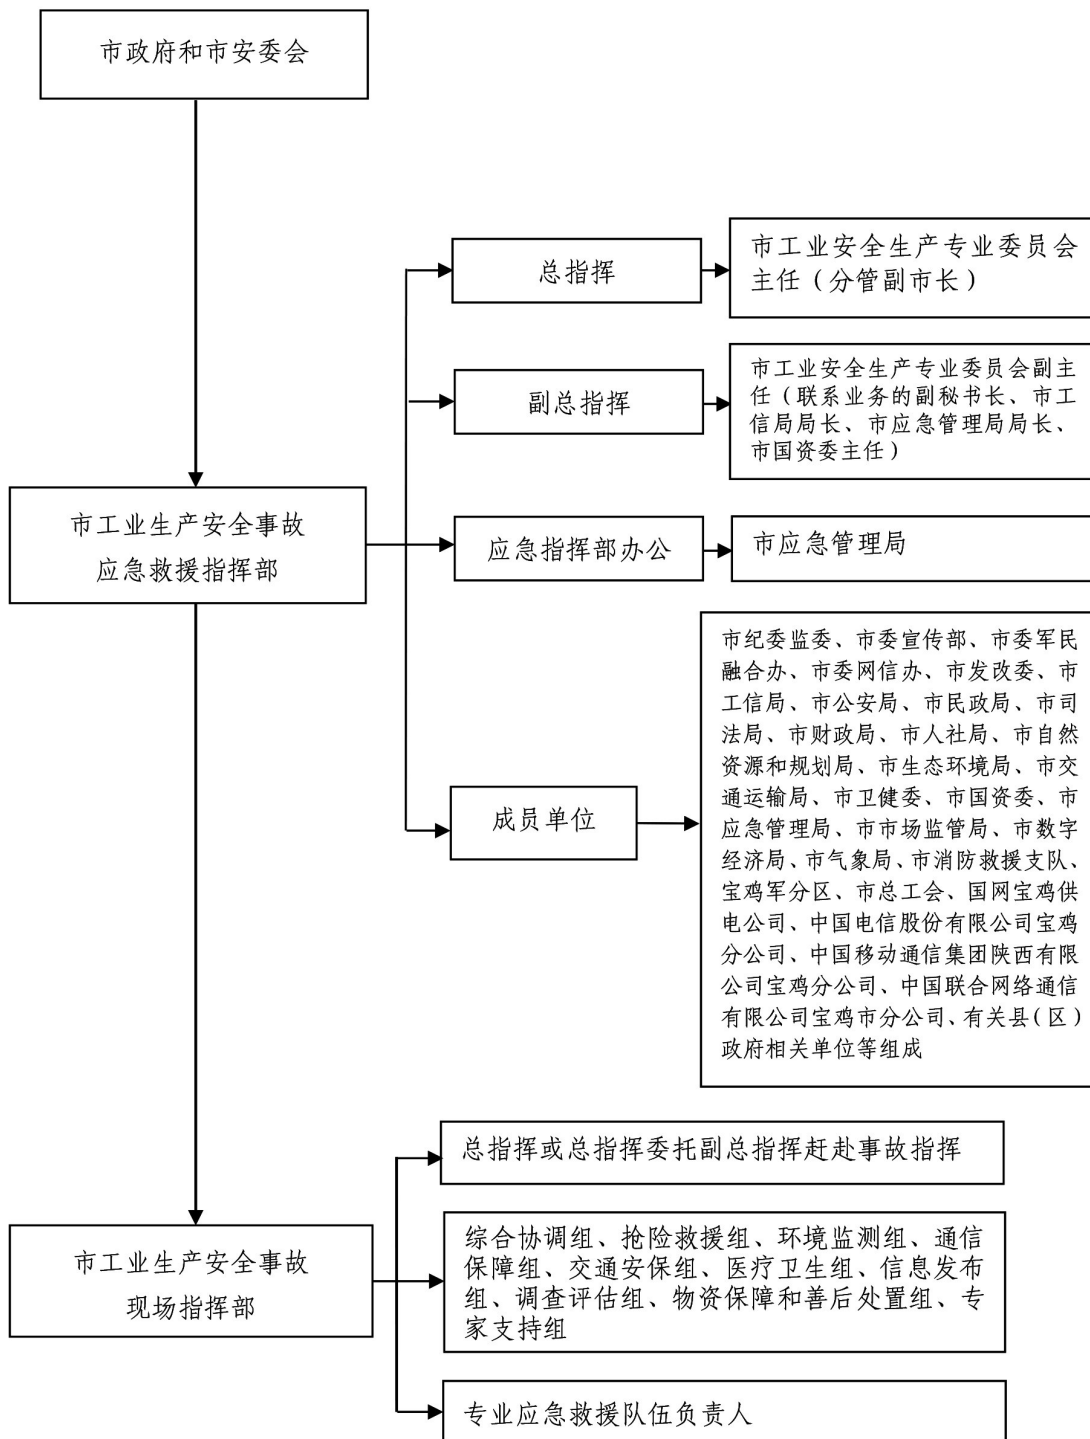 市政府和市安委会
总指挥
市工业安全生产专业委员会
主任（分管副市长）
副总指挥
市工业安全生产专业委员会副主
任（联系业务的副秘书长、市工
信局局长、市应急管理局局长、
市国资委主任）
市工业生产安全事故
应急救援指挥部
应急指挥部办公
市应急管理局
成员单位
市纪委监委、市委宣传部、市委军民
融合办、市委网信办、市发改委、市
工信局、市公安局、市民政局、市司
法局、市财政局、市人社局、市自然
资源和规划局、市生态环境局、市交
通运输局、市卫健委、市国资委、市
应急管理局、市市场监管局、市数字
经济局、市气象局、市消防救援支队、
宝鸡军分区、市总工会、国网宝鸡供
电公司、中国电信股份有限公司宝鸡
分公司、中国移动通信集团陕西有限
公司宝鸡分公司、中国联合网络通信
有限公司宝鸡市分公司、有关县（区）
政府相关单位等组成
市工业生产安全事故
现场指挥部
总指挥或总指挥委托副总指挥赶赴事故指挥
综合协调组、抢险救援组、环境监测组、通信
保障组、交通安保组、医疗卫生组、信息发布
组、调查评估组、物资保障和善后处置组、专
家支持组
专业应急救援队伍负责人